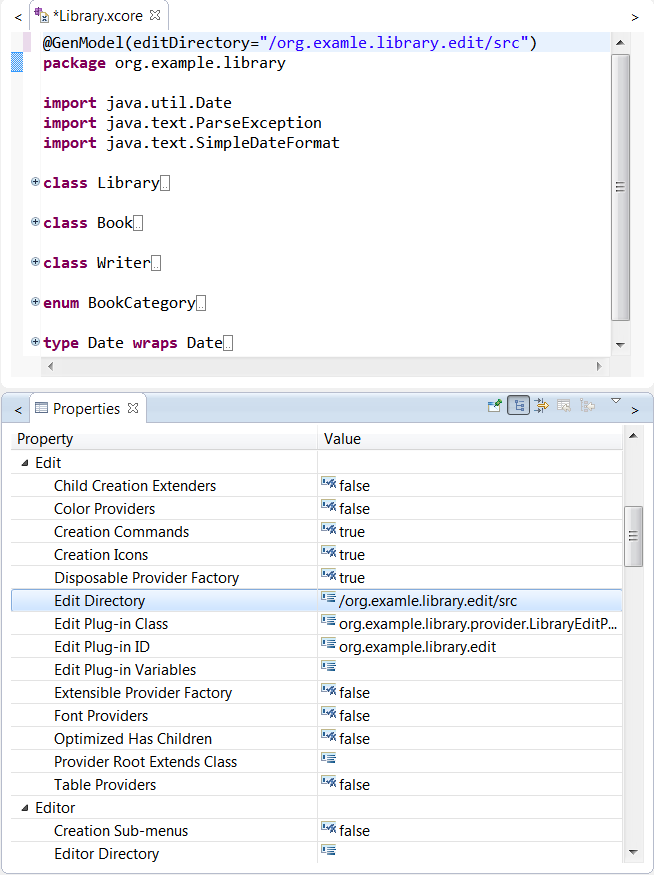 *Library.xcore
@GenModel(editDirectory="/org.examle.library.edit/src")
package org.example.library
import java.util.Date
import java.text.ParseException
import java.text.SimpleDateFormat
class Library..
class Book..
class Writer..
enum BookCategory..
type Date wraps Date..
Properties
Property Value
Edit
Child Creation Extenders false
Color Providers false
Creation Commands true
Creation Icons true
Disposable Provider Factory true
Edit Directory /org.examle.library.edit/src
Edit Plug-in Class org.example.library.provider.LibraryEditP...
Edit Plug-in ID org.example.library.edit
Edit Plug-in Variables
Extensible Provider Factory false
Font Providers false
Optimized Has Children false
Provider Root Extends Class
Table Providers false
Editor
Creation Sub-menus false
Editor Directory